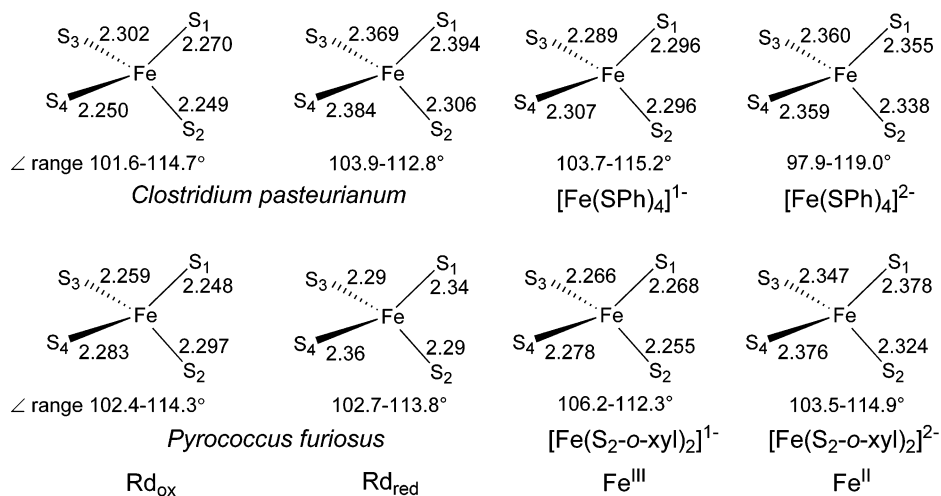 S1 S1 S1 S1
S3 2.302 2.270 S3 2.369 2.394 S3 2.289 2.296 S3 2.360 2.355
Fe Fe Fe Fe
S4 2.250 2.249 S4 2.384 2.306 S4 2.307 2.296 S4 2.359 2.338
S2 S2 S2 S2
∠ range 101.6-114.7° 103.9-112.8° 103.7-115.2° 97.9-119.0°
Clostridium pasteurianum [Fe(SPh)4]1- [Fe(SPh)4]2-
S1 S1 S1 S1
S3 2.259 2.248 S3 2.29 2.34 S3 2.266 2.268 S3 2.347 2.378
Fe Fe Fe Fe
S4 2.283 2.297 S4 2.36 2.29 S4 2.278 2.255 S4 2.376 2.324
S2 S2 S2 S2
∠ range 102.4-114.3° 102.7-113.8° 106.2-112.3° 103.5-114.9°
Pyrococcus furiosus [Fe(S2-o-xyl)2]1- [Fe(S2-o-xyl)2]2-
Rdox Rdred FeIII FeII